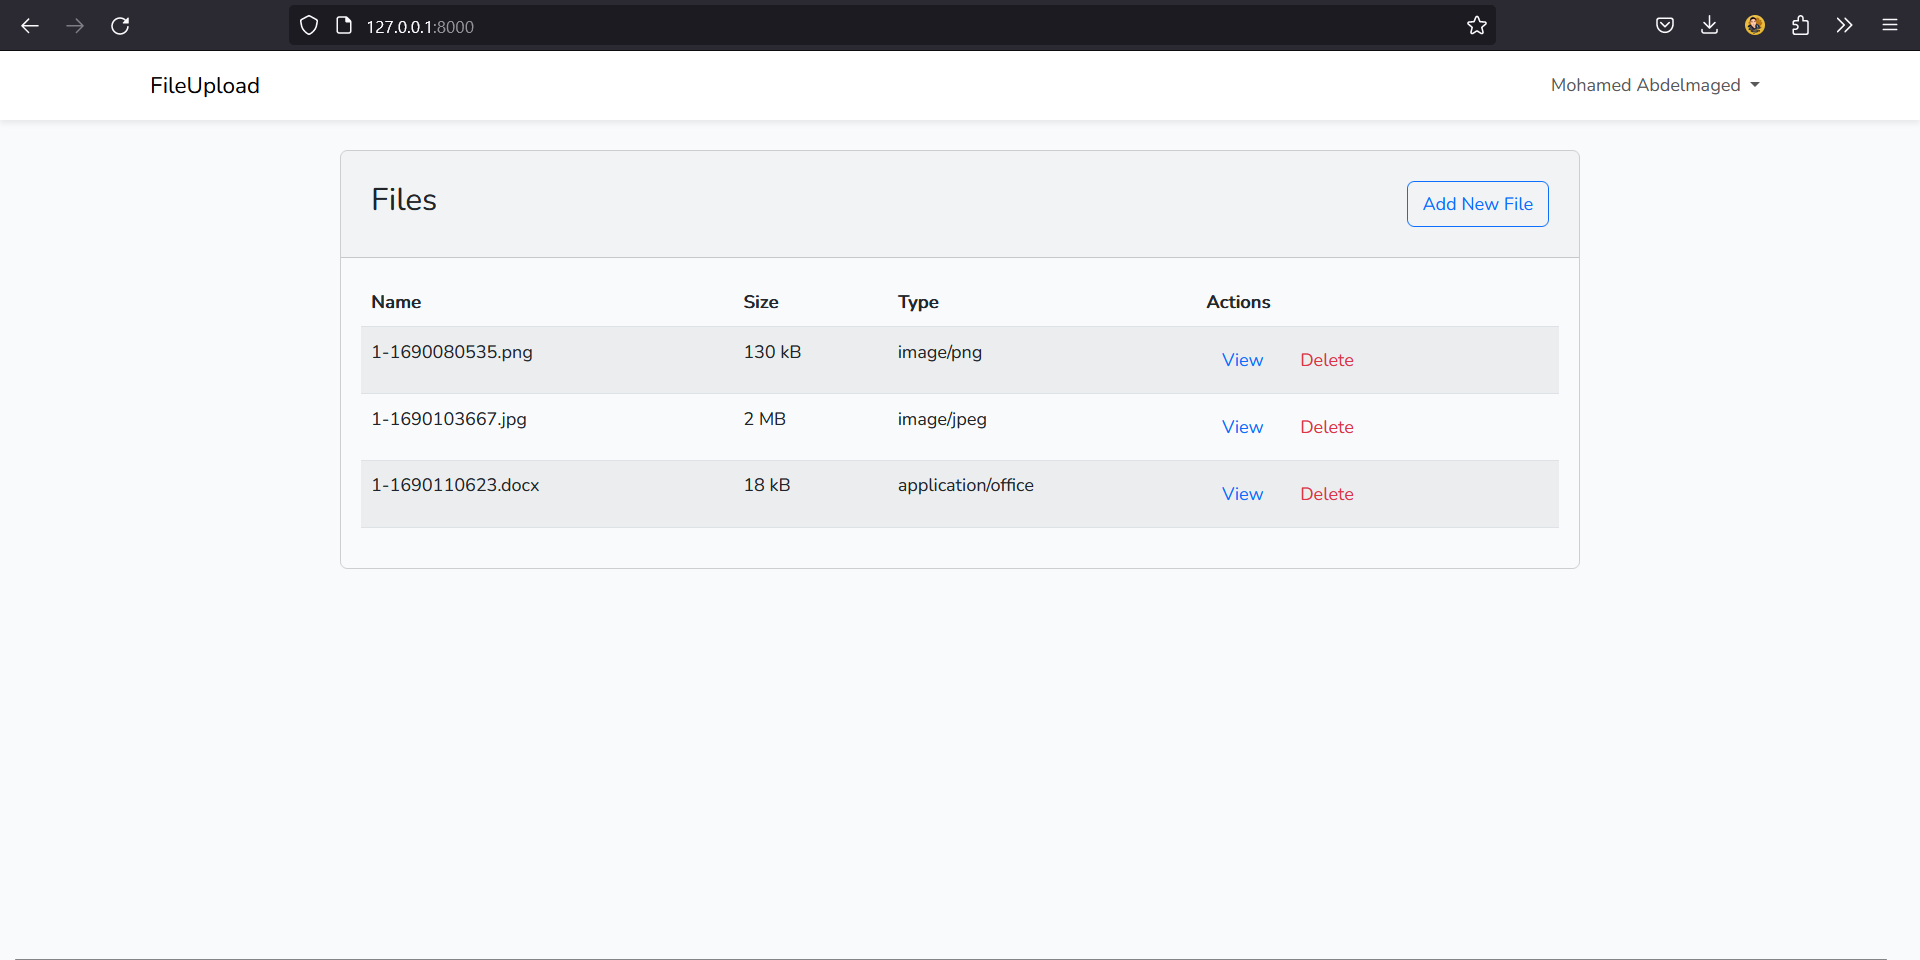 127.0.0.1:8000
FileUpload
Mohamed Abdelmaged
Files
Add New File
Name Size Type Actions
1-1690080535.png 130 kB image/png View Delete
1-1690103667.jpg 2 MB image/jpeg View Delete
1-1690110623.docx 18 kB application/office View Delete